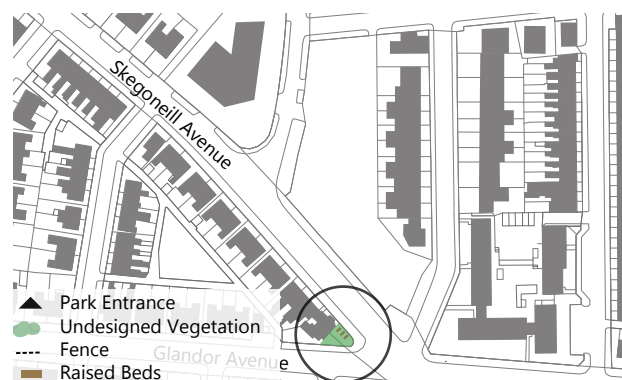 Skegoneill Avenue
Park Entrance
Undesigned Vegetation
Fence
Glandor Avenue
Raised Beds